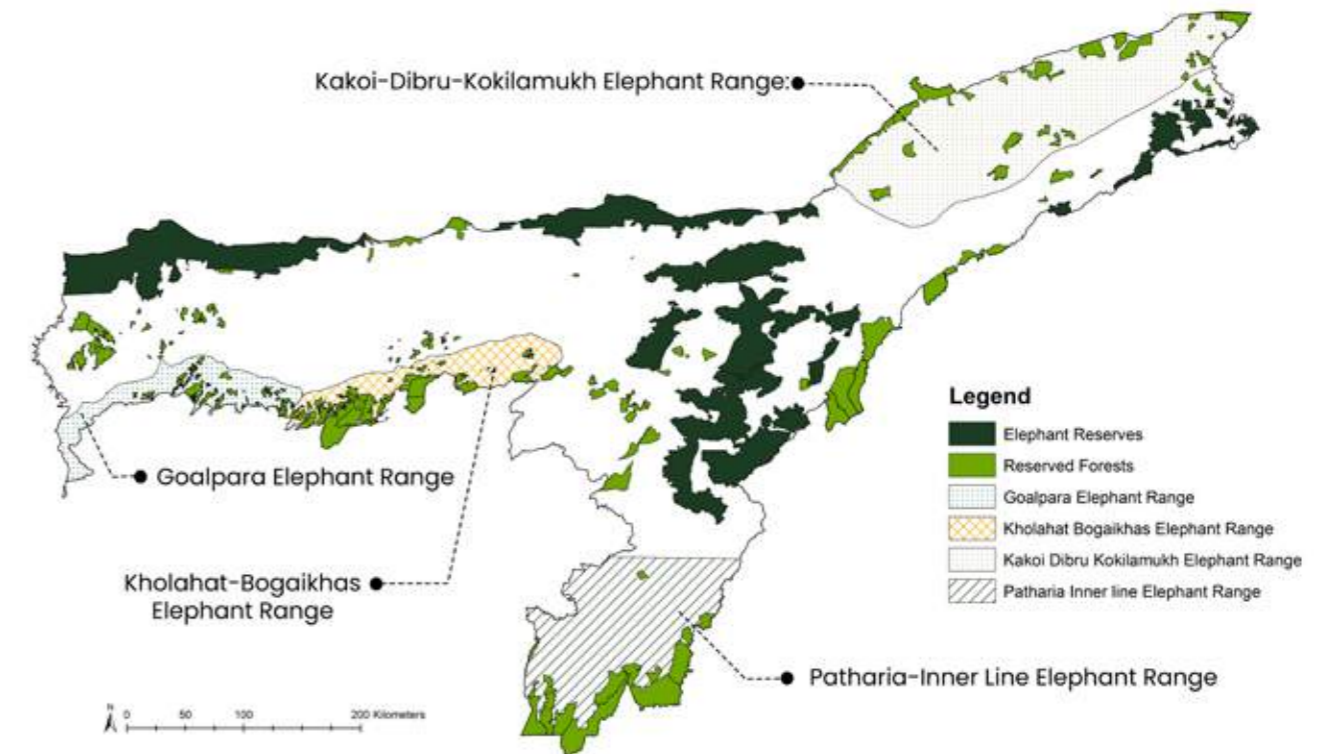 Kakoi-Dibru-Kokilamukh Elephant Range:
Goalpara Elephant Range
Kholahat-Bogaikhas
Elephant Range
Patharia-Inner Line Elephant Range
Legend
Elephant Reserves
Reserved Forests
Goalpara Elephant Range
Kholahat Bogaikhas Elephant Range
Kakoi Dibru Kokilamukh Elephant Range
Patharia Inner line Elephant Range
N
0 50 100 200 Kilometers